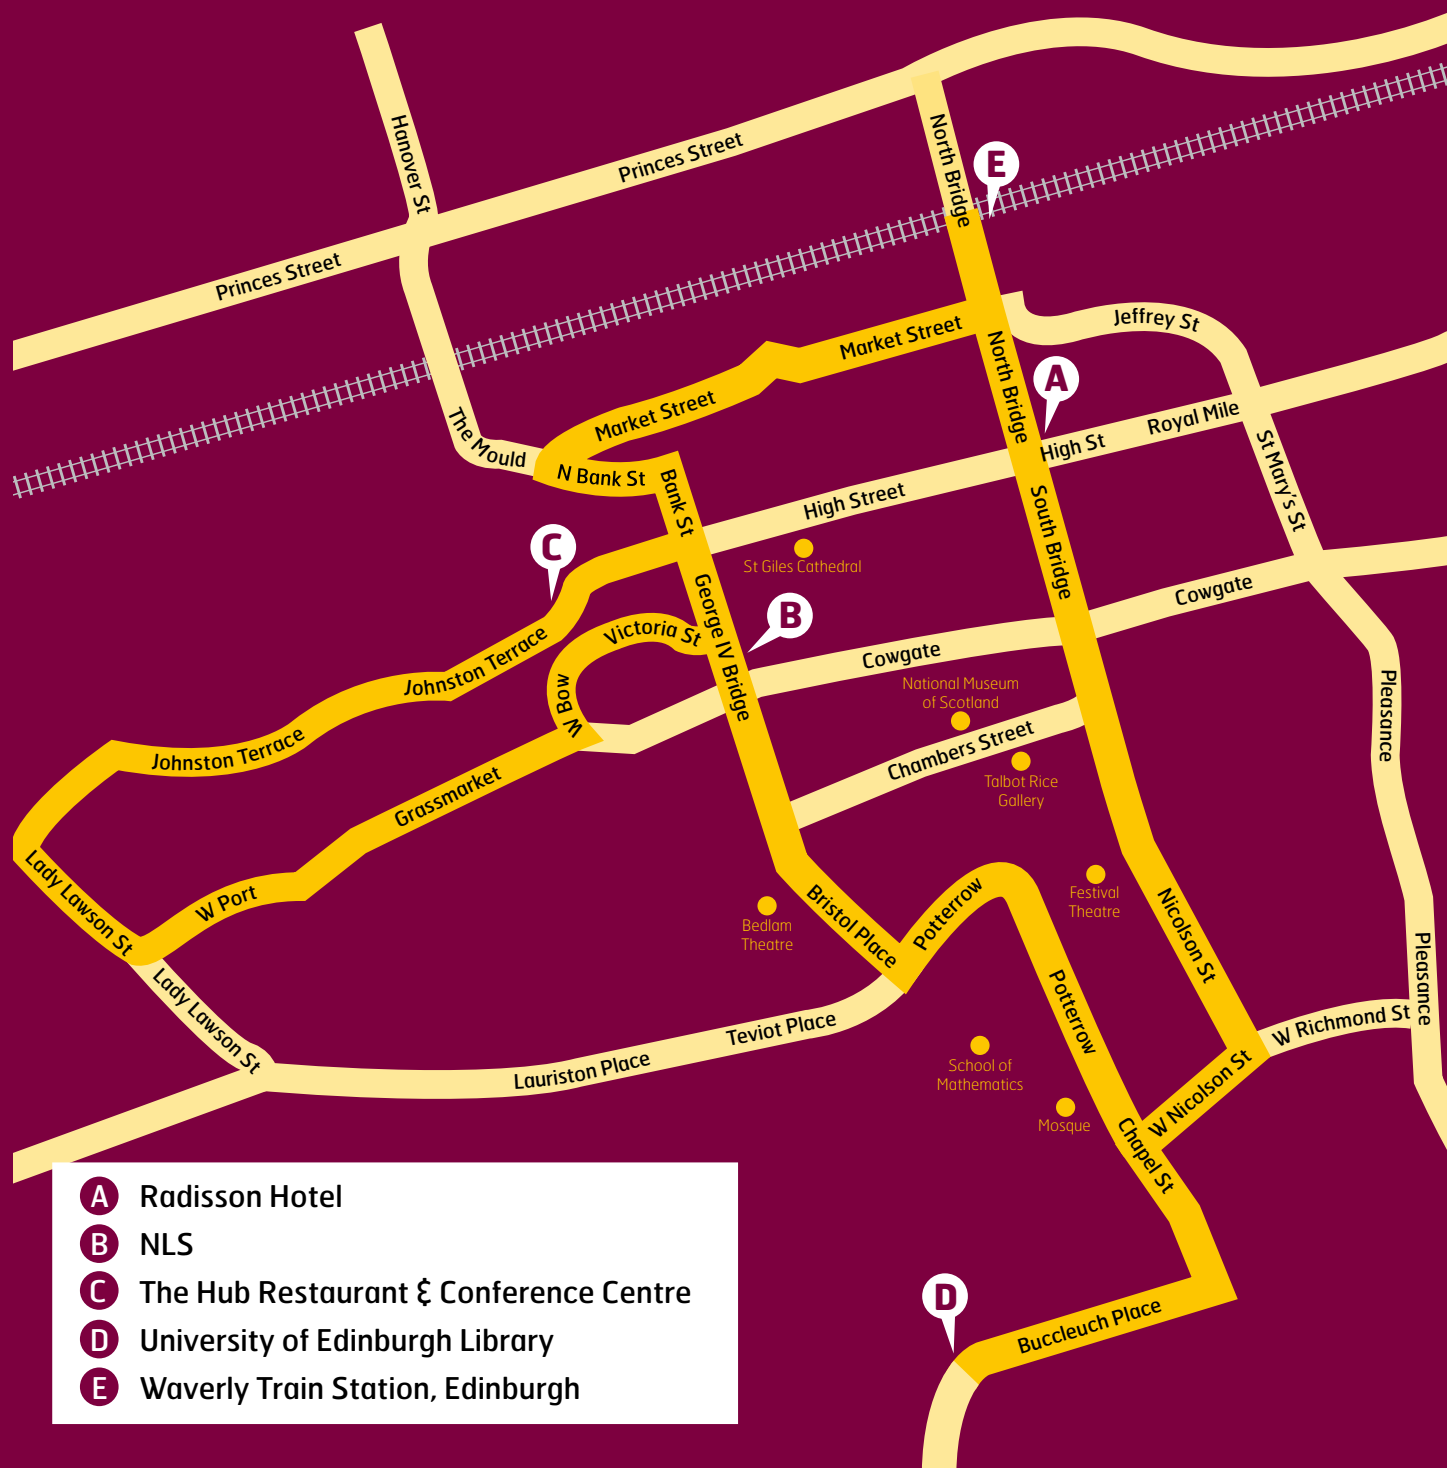 Hanover St
Princes Street
North Bridge
E
Princes Street
Jeffrey St
Market Street
North Bridge
A
Market Street
Royal Mile
High St
The Mould
N Bank St
Bank St
High Street
South Bridge
St Mary's St
C
St Giles Cathedral
George IV Bridge
B
Cowgate
Victoria St
Johnston Terrace
Cowgate
National Museum
of Scotland
W Bow
Pleasance
Johnston Terrace
Chambers Street
Grassmarket
Talbot Rice
Gallery
Lady Lawson St
W Port
Bristol Place
Potterrow
Festival
Theatre
Bedlam
Theatre
Nicolson St
Pleasance
Lady Lawson St
Teviot Place
Potterrow
W Richmond St
Lauriston Place
School of
Mathematics
W Nicolson St
Mosque
Chapel St
A Radisson Hotel
B NLS
C The Hub Restaurant & Conference Centre
D University of Edinburgh Library
E Waverly Train Station, Edinburgh
D
Buccleuch Place